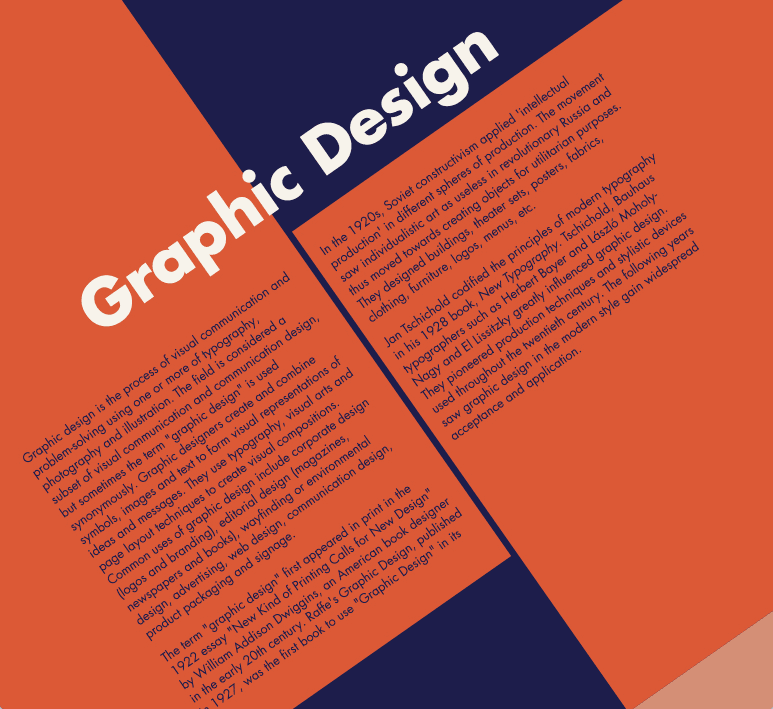 Graphic Design
Graphic design is the process of visual communication and
problem-solving using one or more of typography,
photography and illustration. The field is considered a
subset of visual communication and communication design,
but sometimes the term "graphic design" is used
synonymously. Graphic designers create and combine
symbols, images and text to form visual representations of
ideas and messages. They use typography, visual arts and
page layout techniques to create visual compositions.
Common uses of graphic design include corporate design
(logos and branding), editorial design (magazines,
newspapers and books), wayfinding or environmental
design, advertising, web design, communication design,
product packaging and signage.
The term "graphic design" first appeared in print in the
1922 essay "New Kind of Printing Calls for New Design"
by William Addison Dwiggins, an American book designer
in the early 20th century. Raffe's Graphic Design, published
in 1927, was the first book to use "Graphic Design" in its
In the 1920s, Soviet constructivism applied 'intellectual
production' in different spheres of production. The movement
saw individualistic art as useless in revolutionary Russia and
thus moved towards creating objects for utilitarian purposes.
They designed buildings, theater sets, posters, fabrics,
clothing, furniture, logos, menus, etc.
Jan Tschichold codified the principles of modern typography
in his 1928 book, New Typography. Tschichold, Bauhaus
typographers such as Herbert Bayer and László Moholy-
Nagy and El Lissitzky greatly influenced graphic design.
They pioneered production techniques and stylistic devices
used throughout the twentieth century. The following years
saw graphic design in the modern style gain widespread
acceptance and application.